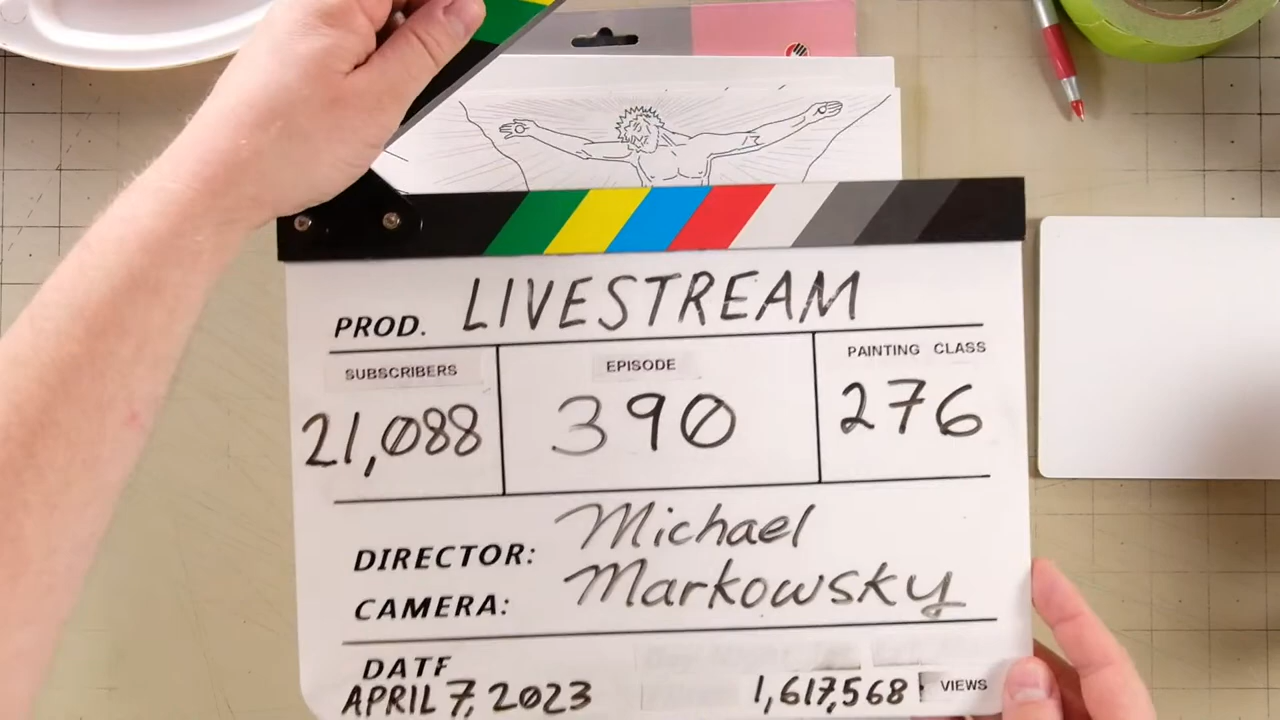 PROD. LIVESTREAM
SUBSCRIBERS EPISODE PAINTING CLASS
21,088 390 276
DIRECTOR: Michael
CAMERA: Markowsky
DATE
APRIL 7, 2023 1,617,568 VIEWS